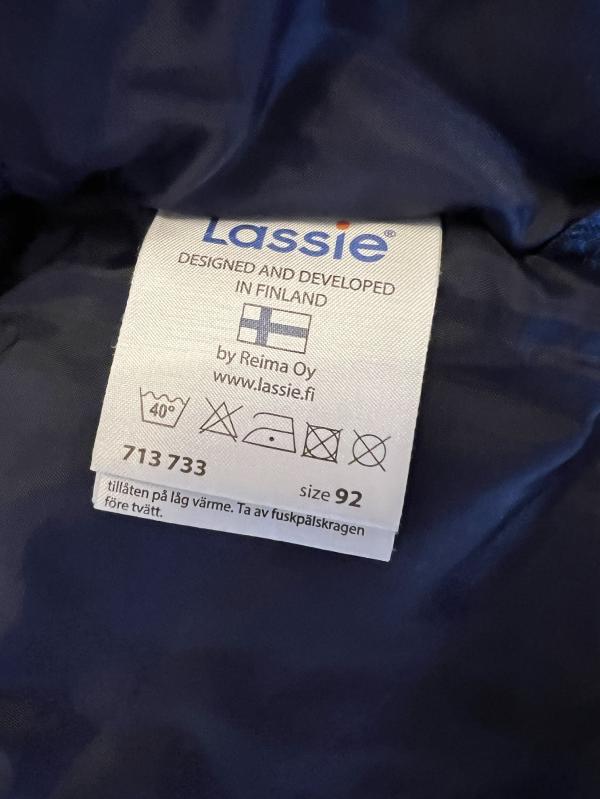 Lassie®
DESIGNED AND DEVELOPED
IN FINLAND
by Reima Oy
www.lassie.fi
40°
713 733
size 92
tillåten på låg värme. Ta av fuskpälskragen
före tvätt.